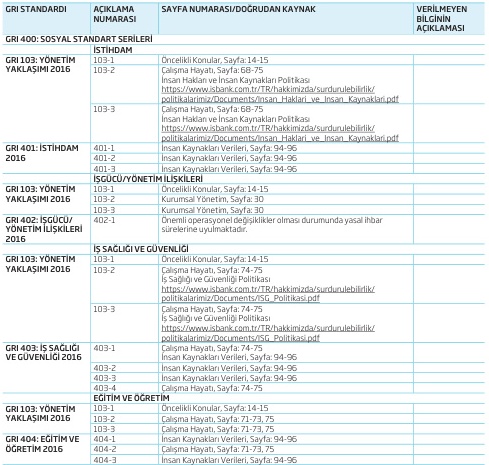 GRI STANDARDI AÇIKLAMA NUMARASI SAYFA NUMARASI/DOĞRUDAN KAYNAK VERİLMEYEN BİLGİNİN AÇIKLAMASI
GRI 400: SOSYAL STANDART SERİLERİ
İSTİHDAM
GRI 103: YÖNETİM YAKLAŞIMI 2016 103-1 Öncelikli Konular, Sayfa: 14-15
103-2 Çalışma Hayatı, Sayfa: 68-75
İnsan Hakları ve İnsan Kaynakları Politikası
https://www.isbank.com.tr/TR/hakkimizda/surdurulebilirlik/
politikalarimiz/Documents/Insan_Haklari_ve_Insan_Kaynaklari.pdf
103-3 Çalışma Hayatı, Sayfa: 68-75
İnsan Hakları ve İnsan Kaynakları Politikası
https://www.isbank.com.tr/TR/hakkimizda/surdurulebilirlik/
politikalarimiz/Documents/Insan_Haklari_ve_Insan_Kaynaklari.pdf
GRI 401: İSTİHDAM 2016 401-1 İnsan Kaynakları Verileri, Sayfa: 94-96
401-2 İnsan Kaynakları Verileri, Sayfa: 94-96
401-3 İnsan Kaynakları Verileri, Sayfa: 94-96
İŞGÜCÜ/YÖNETİM İLİŞKİLERİ
GRI 103: YÖNETİM YAKLAŞIMI 2016 103-1 Öncelikli Konular, Sayfa: 14-15
103-2 Kurumsal Yönetim, Sayfa: 30
103-3 Kurumsal Yönetim, Sayfa: 30
GRI 402: İŞGÜCÜ/ YÖNETİM İLİŞKİLERİ 2016 402-1 Önemli operasyonel değişiklikler olması durumunda yasal ihbar
sürelerine uyulmaktadır.
İŞ SAĞLIĞI VE GÜVENLİĞİ
GRI 103: YÖNETİM YAKLAŞIMI 2016 103-1 Öncelikli Konular, Sayfa: 14-15
103-2 Çalışma Hayatı, Sayfa: 74-75
İş Sağlığı ve Güvenliği Politikası
https://www.isbank.com.tr/TR/hakkimizda/surdurulebilirlik/
politikalarimiz/Documents/ISG_Politikasi.pdf
103-3 Çalışma Hayatı, Sayfa: 74-75
İş Sağlığı ve Güvenliği Politikası
https://www.isbank.com.tr/TR/hakkimizda/surdurulebilirlik/
politikalarimiz/Documents/ISG_Politikasi.pdf
GRI 403: İŞ SAĞLIĞI VE GÜVENLİĞİ 2016 403-1 Çalışma Hayatı, Sayfa: 74-75
İnsan Kaynakları Verileri, Sayfa: 94-96
403-2 İnsan Kaynakları Verileri, Sayfa: 94-96
403-3 İnsan Kaynakları Verileri, Sayfa: 94-96
403-4 Çalışma Hayatı, Sayfa: 74-75
EĞİTİM VE ÖĞRETİM
GRI 103: YÖNETİM YAKLAŞIMI 2016 103-1 Öncelikli Konular, Sayfa: 14-15
103-2 Çalışma Hayatı, Sayfa: 71-73, 75
103-3 Çalışma Hayatı, Sayfa: 71-73, 75
GRI 404: EĞİTİM VE ÖĞRETİM 2016 404-1 İnsan Kaynakları Verileri, Sayfa: 94-96
404-2 Çalışma Hayatı, Sayfa: 71-73, 75
404-3 İnsan Kaynakları Verileri, Sayfa: 94-96